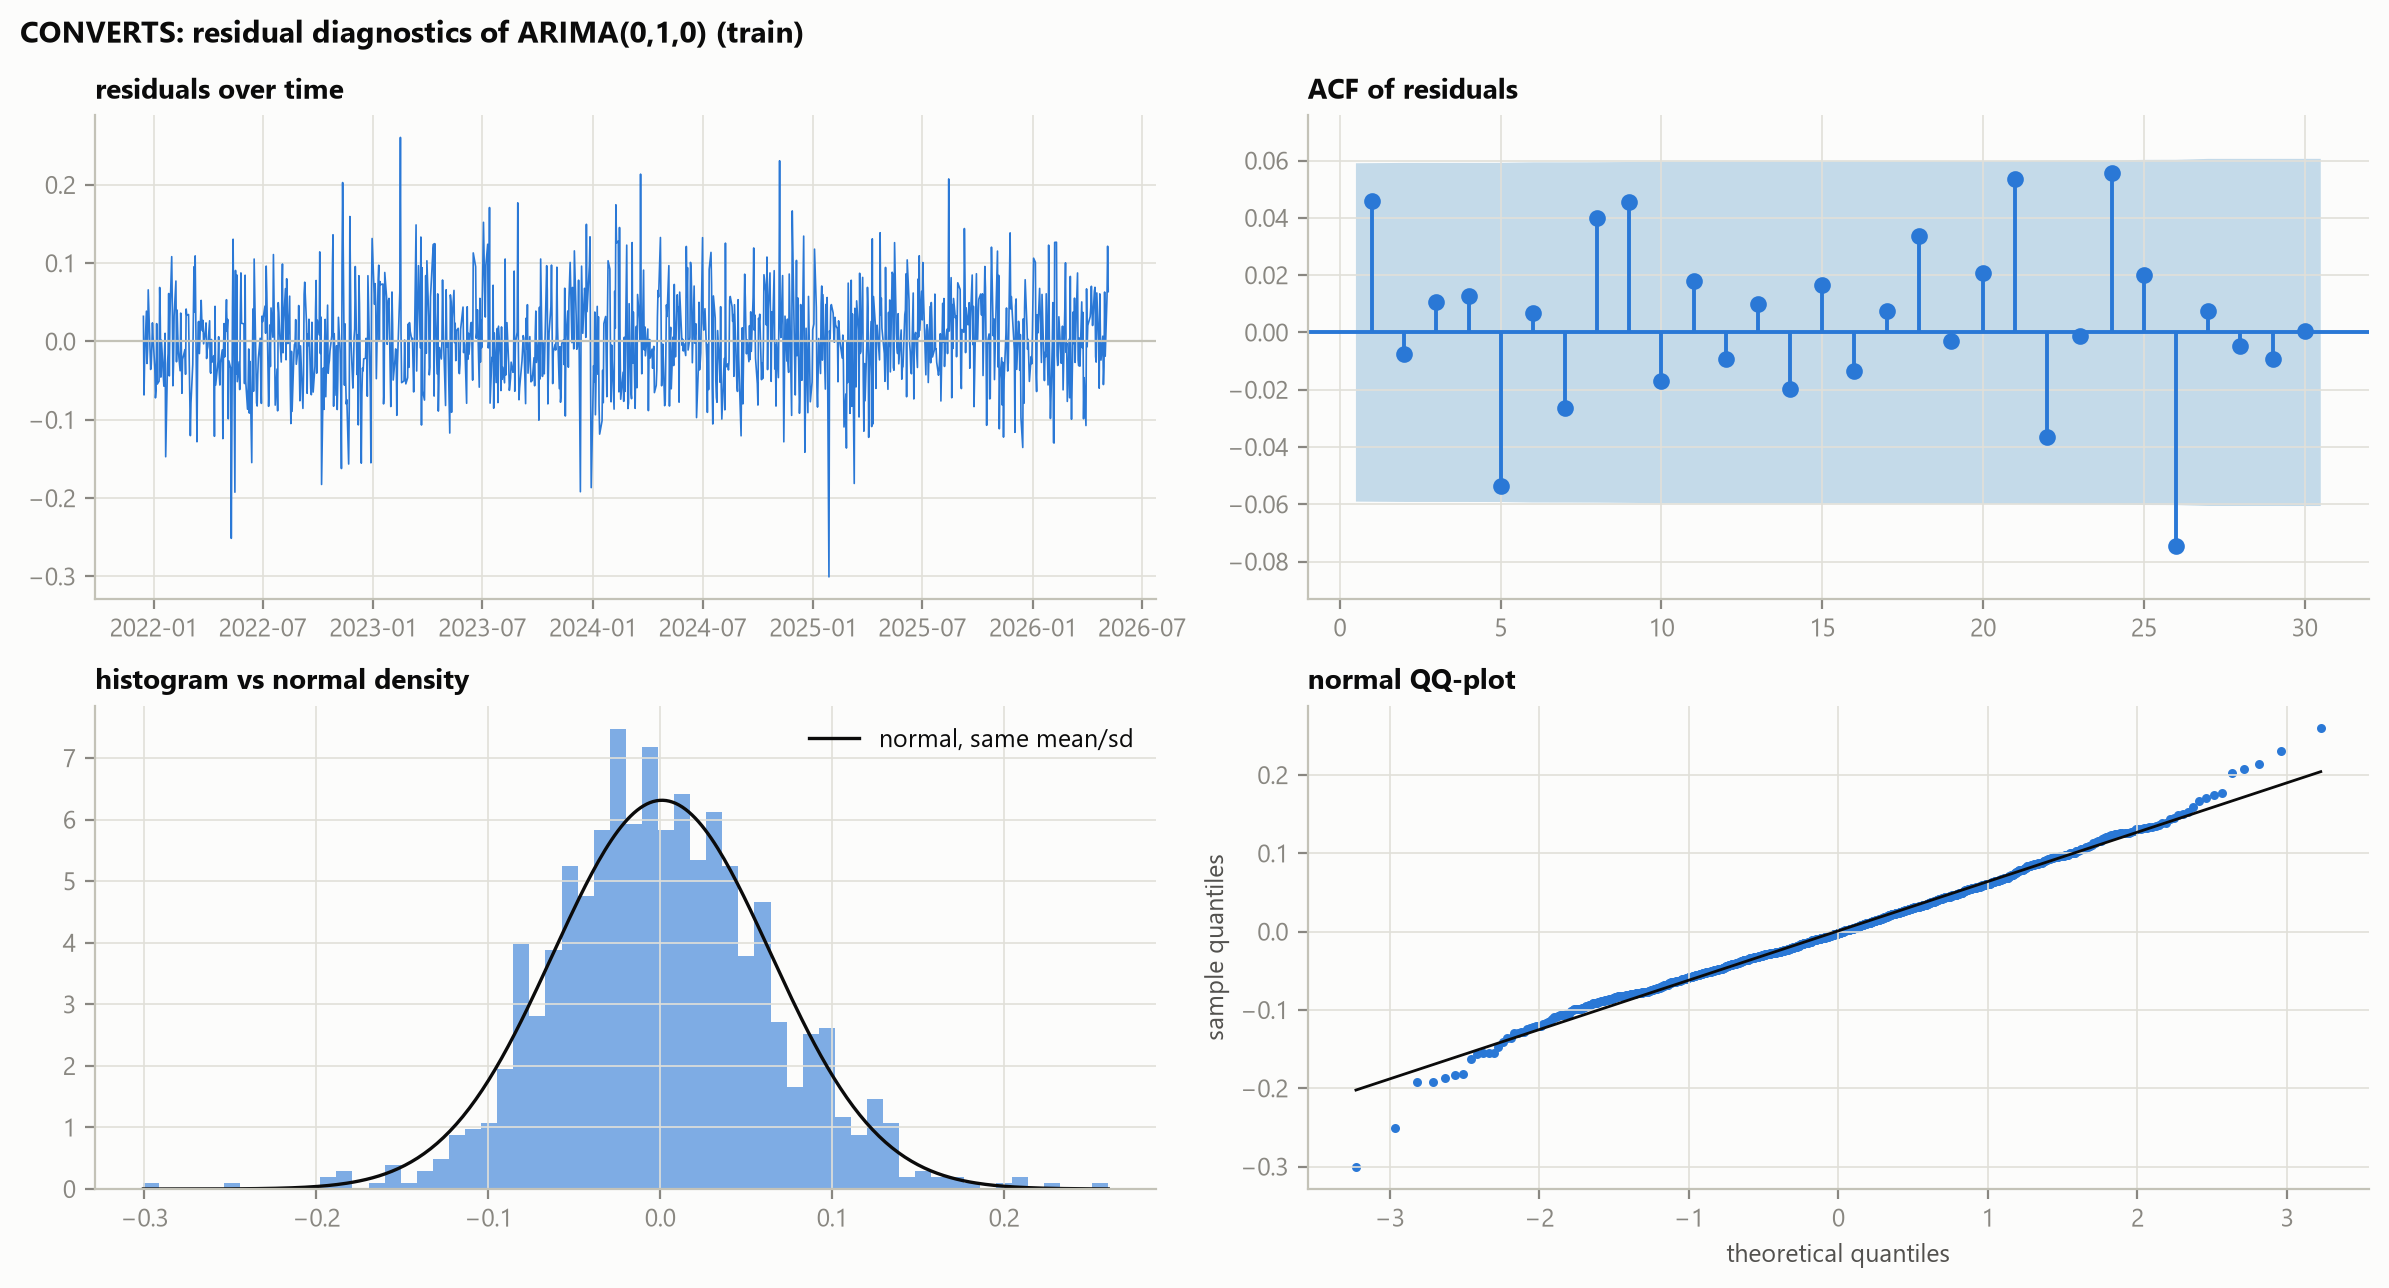 CONVERTS: residual diagnostics of ARIMA(0,1,0) (train)
residuals over time
0.2
0.1
0.0
−0.1
−0.2
−0.3
2022-01 2022-07 2023-01 2023-07 2024-01 2024-07 2025-01 2025-07 2026-01 2026-07
ACF of residuals
0.06
0.04
0.02
0.00
−0.02
−0.04
−0.06
−0.08
0 5 10 15 20 25 30
histogram vs normal density
normal, same mean/sd
7
6
5
4
3
2
1
0
−0.3 −0.2 −0.1 0.0 0.1 0.2
normal QQ-plot
sample quantiles
0.2
0.1
0.0
−0.1
−0.2
−0.3
−3 −2 −1 0 1 2 3
theoretical quantiles